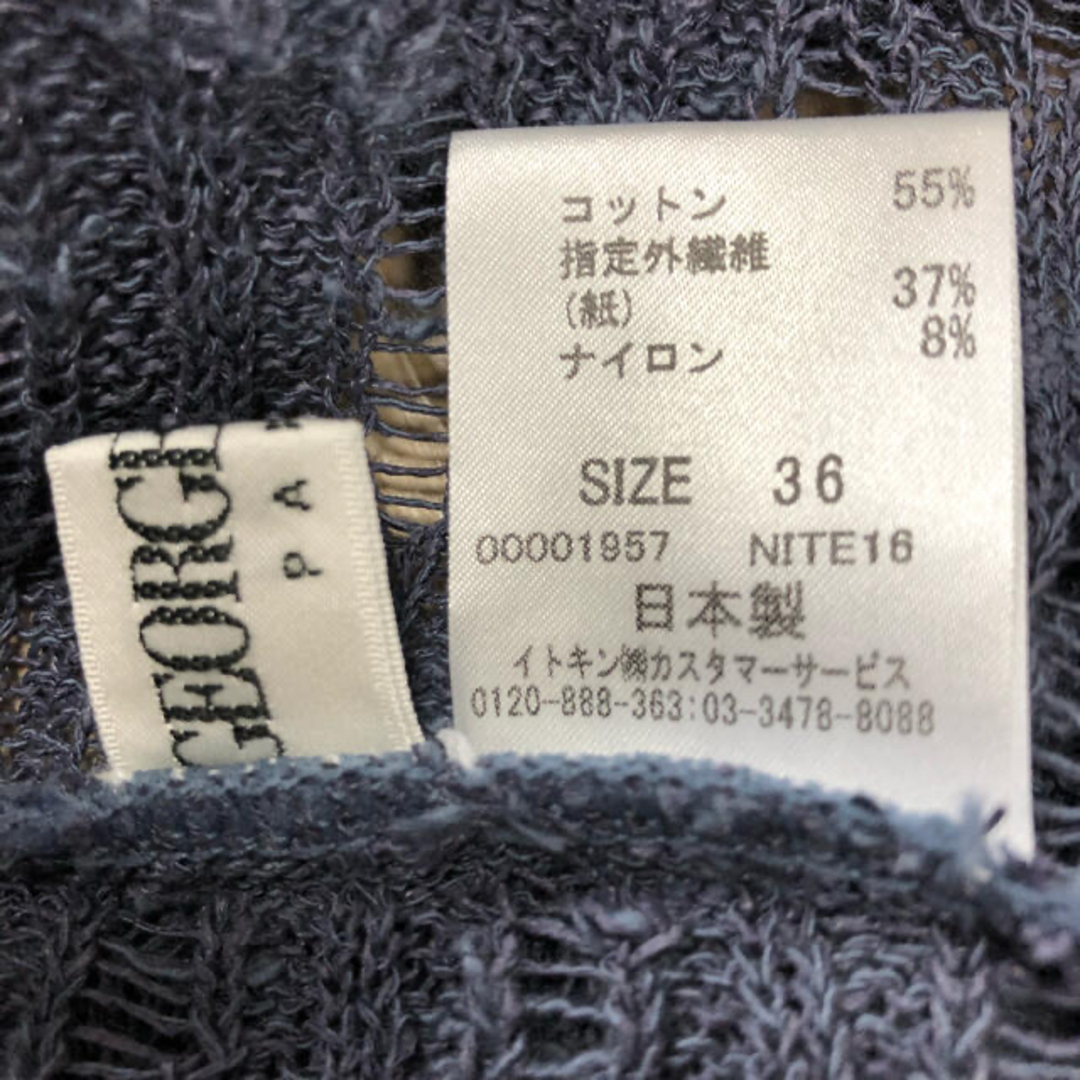 コットン 55%
指定外繊維
(紙) 37%
ナイロン 8%
SIZE 36
00001957 NITE16
日本製
イトキン㈱カスタマーサービス
0120-888-363:03-3478-8088
GEORGE
PA